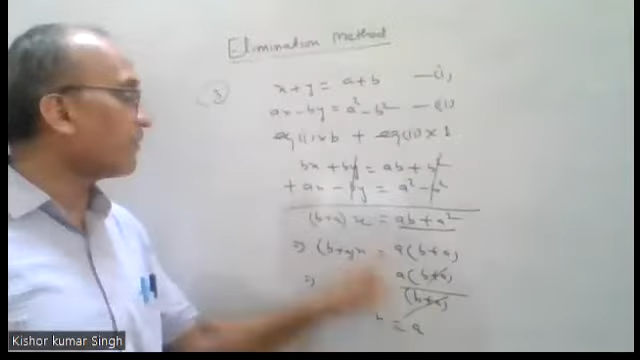 Elimination Method
3 x+y = a+b —(i)
ax-by = a²-b² —(ii)
eq(i)×b + eq(ii)×1
bx + by = ab + b²
+ ax - by = a² - b²
(b+a) x = ab + a²
⇒ (b+a)x = a(b+a)
⇒ a(b+a)
(b+a)
= a
Kishor kumar Singh